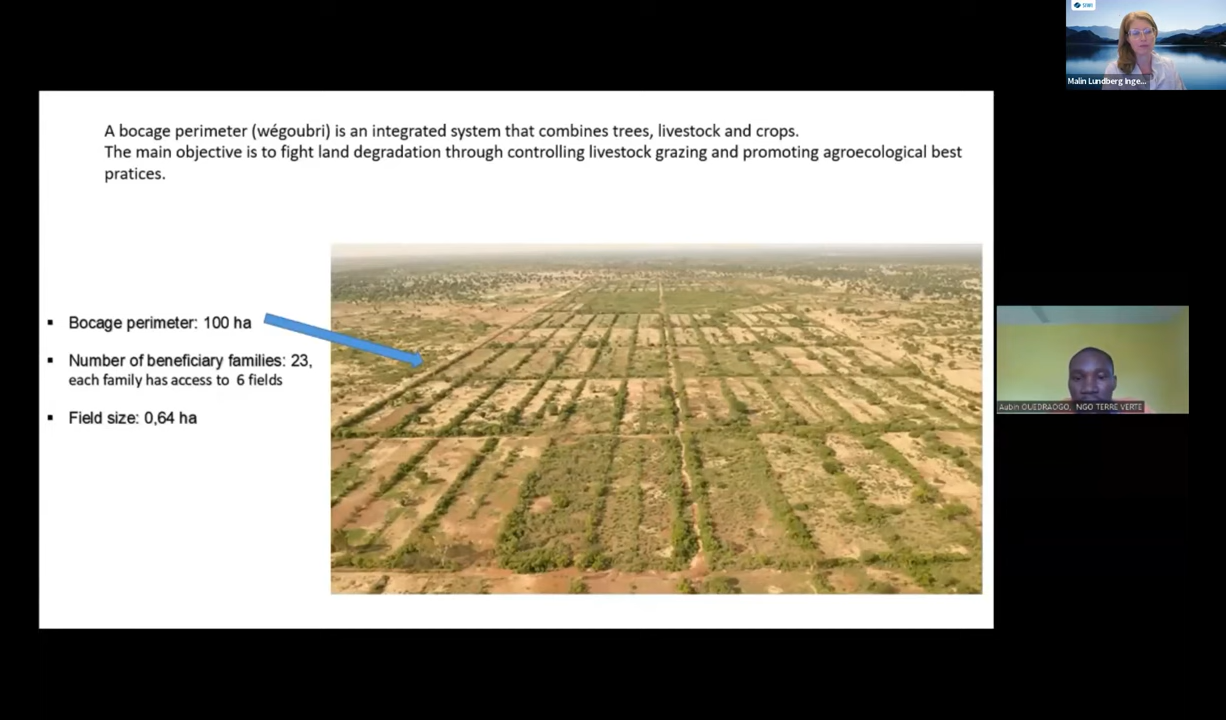 SIWI
Malin Lundberg Inge...
A bocage perimeter (wégoubri) is an integrated system that combines trees, livestock and crops.
The main objective is to fight land degradation through controlling livestock grazing and promoting agroecological best
pratices.
▪ Bocage perimeter: 100 ha
▪ Number of beneficiary families: 23,
each family has access to 6 fields
▪ Field size: 0,64 ha
Aubin OUEDRAOGO, NGO TERRE VERTE